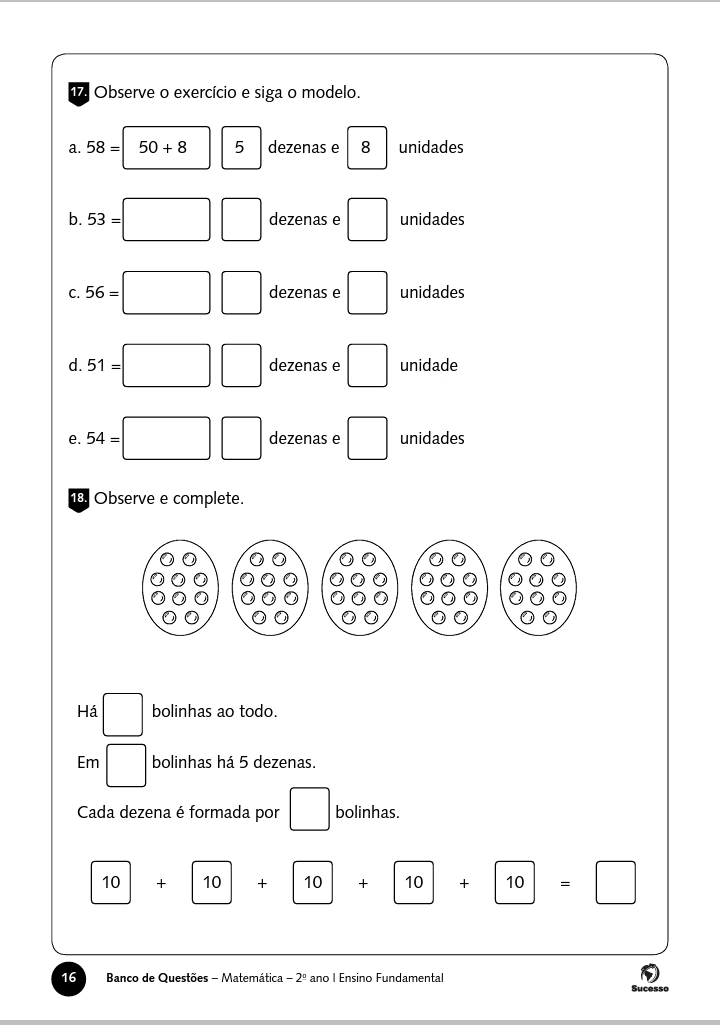 17. Observe o exercício e siga o modelo.
a. 58 = 50 + 8 5 dezenas e 8 unidades
b. 53 = dezenas e unidades
c. 56 = dezenas e unidades
d. 51 = dezenas e unidade
e. 54 = dezenas e unidades
18. Observe e complete.
Há bolinhas ao todo.
Em bolinhas há 5 dezenas.
Cada dezena é formada por bolinhas.
10 + 10 + 10 + 10 + 10 =
16 Banco de Questões – Matemática – 2º ano | Ensino Fundamental
Sucesso